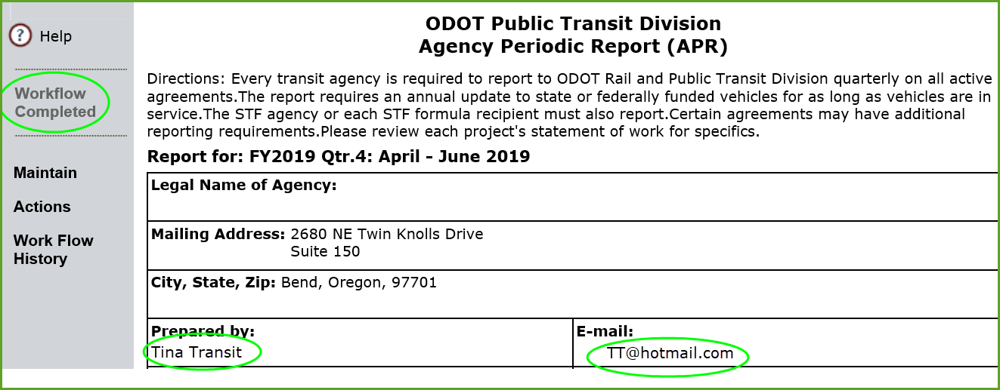 Help
Workflow
Completed
Maintain
Actions
Work Flow
History
ODOT Public Transit Division
Agency Periodic Report (APR)
Directions: Every transit agency is required to report to ODOT Rail and Public Transit Division quarterly on all active
agreements.The report requires an annual update to state or federally funded vehicles for as long as vehicles are in
service.The STF agency or each STF formula recipient must also report.Certain agreements may have additional
reporting requirements.Please review each project's statement of work for specifics.
Report for: FY2019 Qtr.4: April - June 2019
Legal Name of Agency:
Mailing Address: 2680 NE Twin Knolls Drive
Suite 150
City, State, Zip: Bend, Oregon, 97701
Prepared by:
Tina Transit
E-mail:
TT@hotmail.com